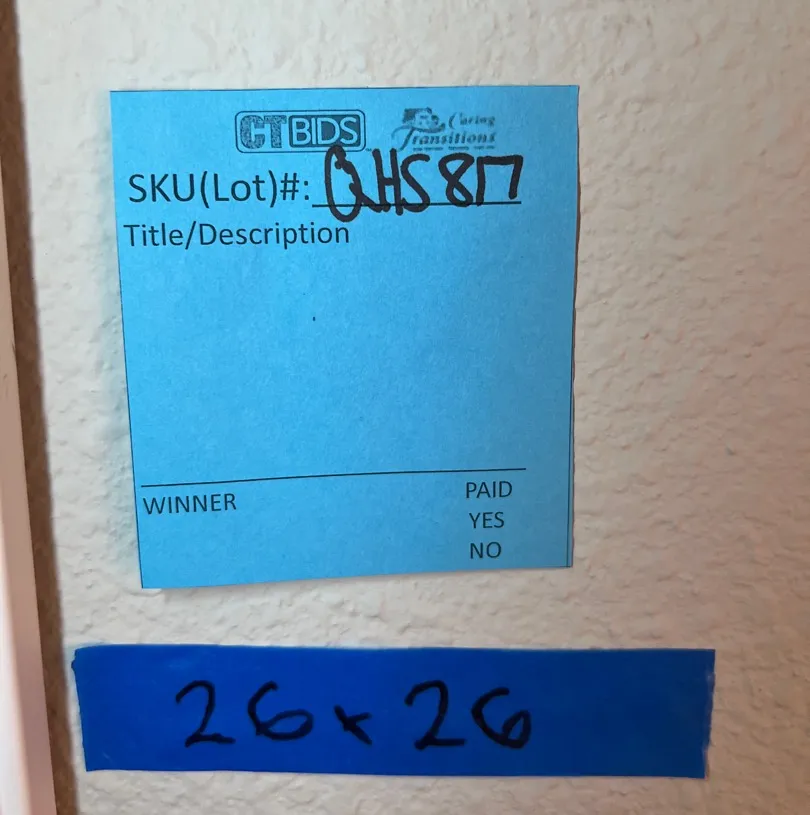 CTBIDS
Caring Transitions
SKU(Lot)#: QHS817
Title/Description
WINNER
PAID
YES
NO
26x26